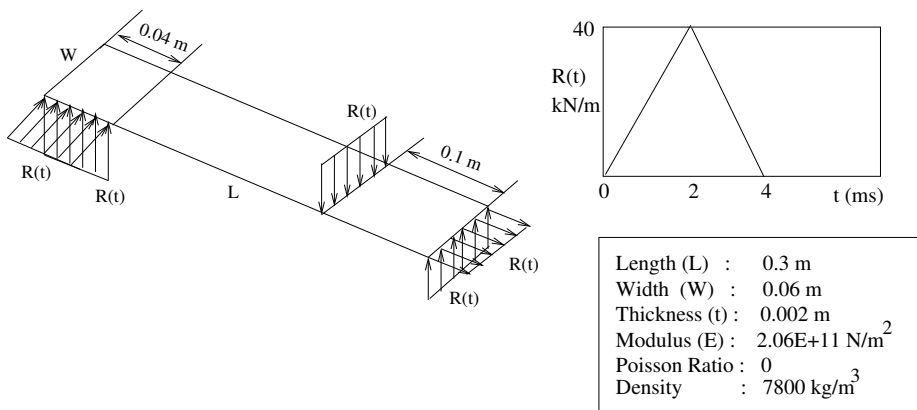 W
0.04 m
R(t)
0.1 m
R(t)
R(t)
L
R(t)
R(t)
40
R(t)
kN/m
0
2
4
t (ms)
Length (L) : 0.3 m
Width (W) : 0.06 m
Thickness (t) : 0.002 m
Modulus (E) : 2.06E+11 N/m²
Poisson Ratio : 0
Density : 7800 kg/m³